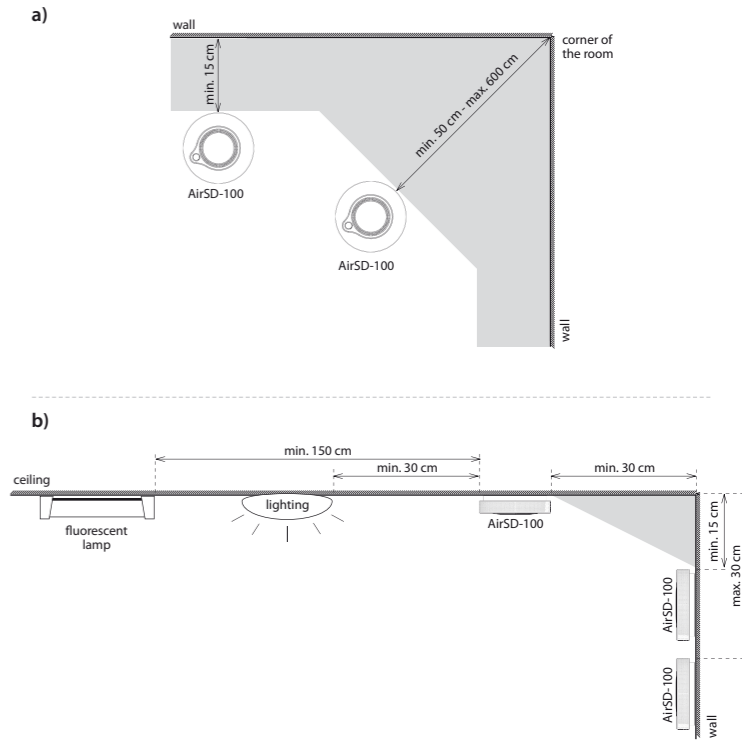 a)
wall
corner of
the room
min. 15 cm
min. 50 cm - max. 600 cm
AirSD-100
AirSD-100
wall
b)
min. 150 cm
ceiling
min. 30 cm
min. 30 cm
lighting
AirSD-100
fluorescent
lamp
min. 15 cm
max. 30 cm
AirSD-100
AirSD-100
wall